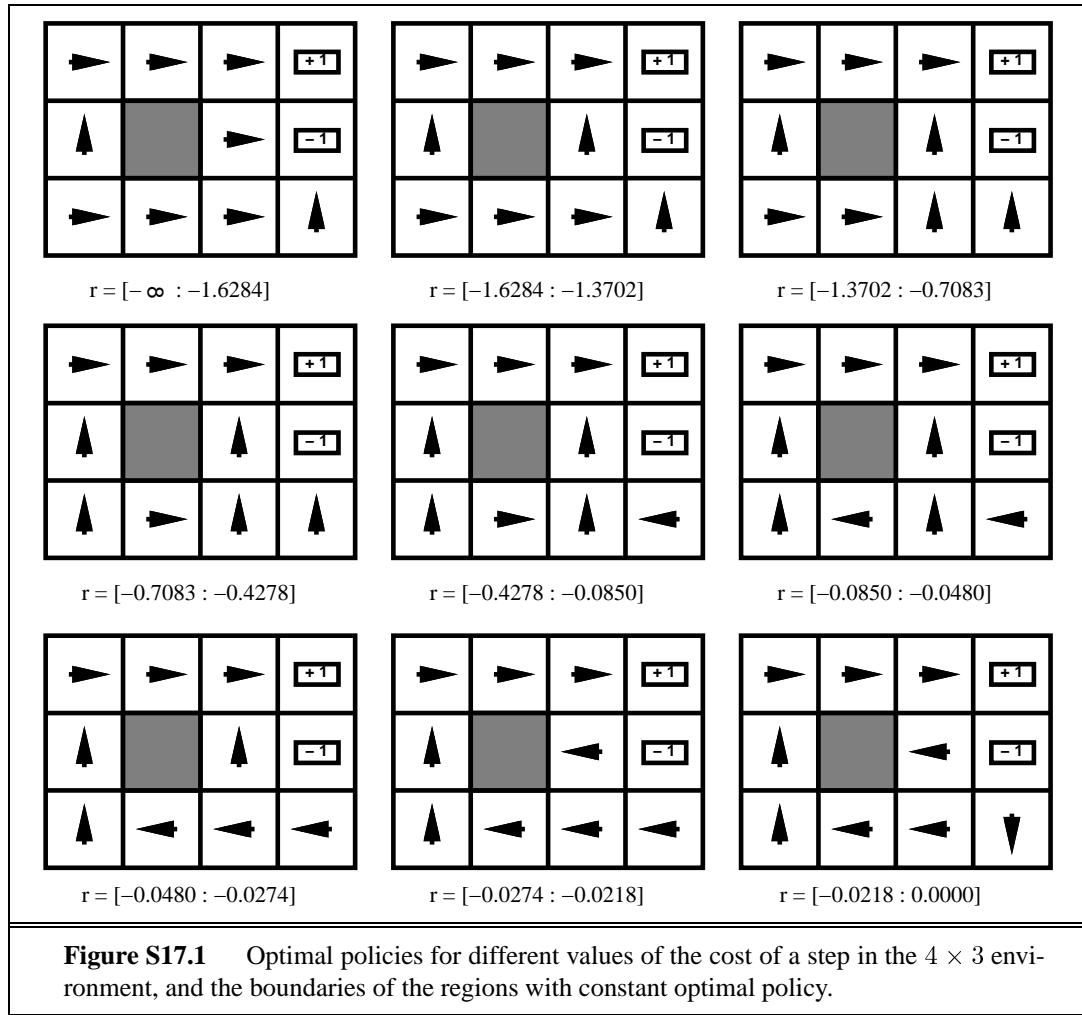 +1 +1 +1
−1 −1 −1
r = [−∞ : −1.6284] r = [−1.6284 : −1.3702] r = [−1.3702 : −0.7083]
+1 +1 +1
−1 −1 −1
r = [−0.7083 : −0.4278] r = [−0.4278 : −0.0850] r = [−0.0850 : −0.0480]
+1 +1 +1
−1 −1 −1
r = [−0.0480 : −0.0274] r = [−0.0274 : −0.0218] r = [−0.0218 : 0.0000]
Figure S17.1 Optimal policies for different values of the cost of a step in the 4 × 3 envi-
ronment, and the boundaries of the regions with constant optimal policy.